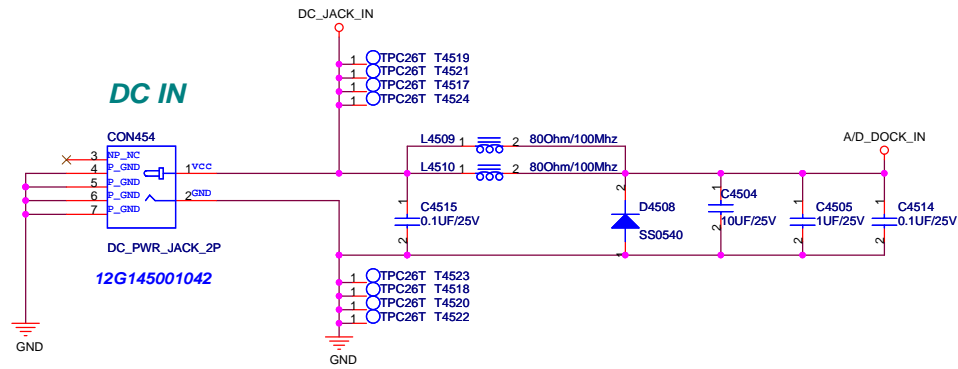 DC_JACK_IN
1 TPC26T T4519
1 TPC26T T4521
1 TPC26T T4517
1 TPC26T T4524
DC IN
CON454
A/D_DOCK_IN
L4509 1 2 80Ohm/100Mhz
3 NP_NC
4 P_GND 1 VCC
L4510 1 2 80Ohm/100Mhz
5 P_GND
6 P_GND 2 GND
7 P_GND
1 C4515 0.1UF/25V 2
2 D4508 SS0540 1
1 C4504 10UF/25V 2
1 C4505 1UF/25V 2
1 C4514 0.1UF/25V 2
DC_PWR_JACK_2P
12G145001042
1 TPC26T T4523
1 TPC26T T4518
1 TPC26T T4520
1 TPC26T T4522
GND
GND